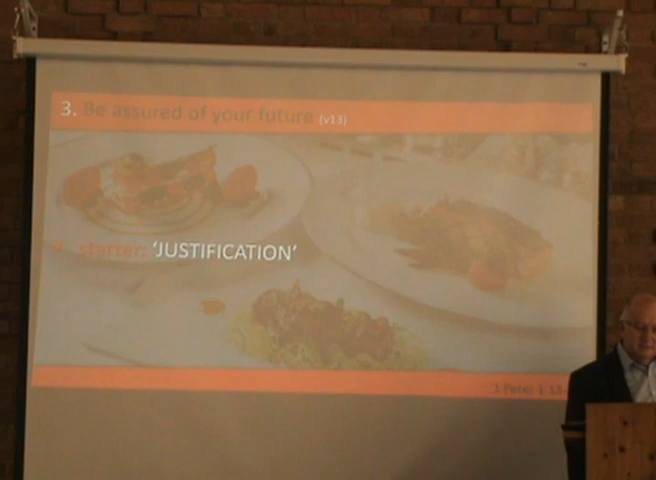 3. Be assured of your future (v13)
• starter: ‘JUSTIFICATION’
1 Peter 1:13-